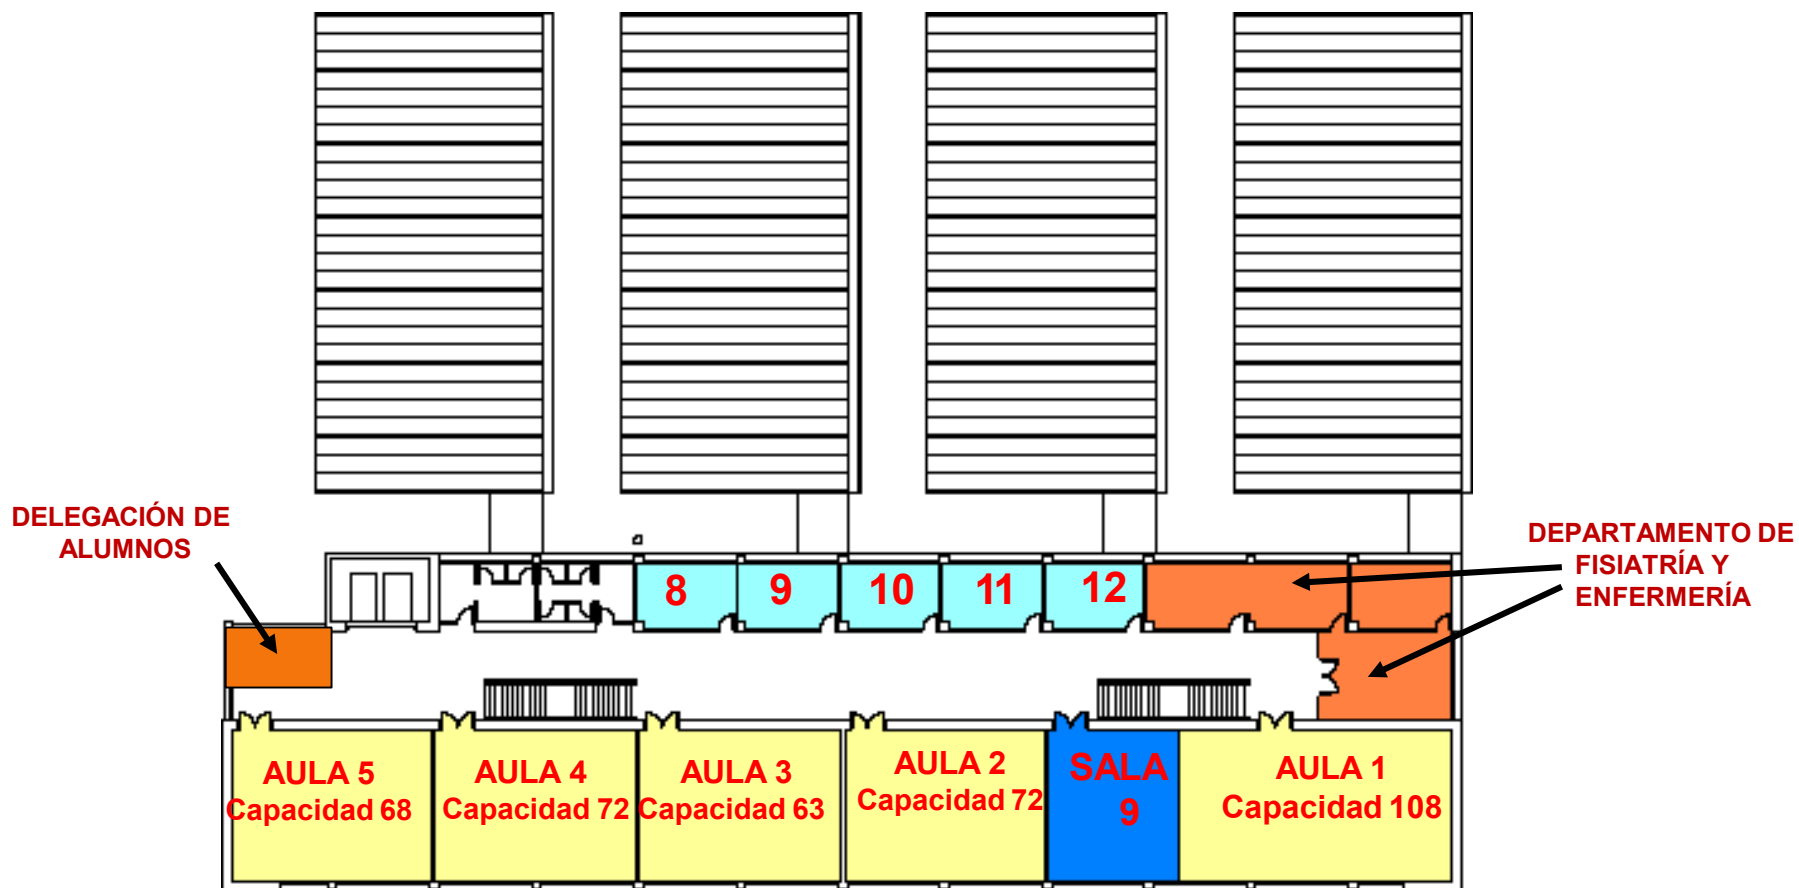 DELEGACIÓN DE
ALUMNOS
DEPARTAMENTO DE
FISIATRÍA Y
ENFERMERÍA
8
9
10
11
12
AULA 5
Capacidad 68
AULA 4
Capacidad 72
AULA 3
Capacidad 63
AULA 2
Capacidad 72
SALA
9
AULA 1
Capacidad 108